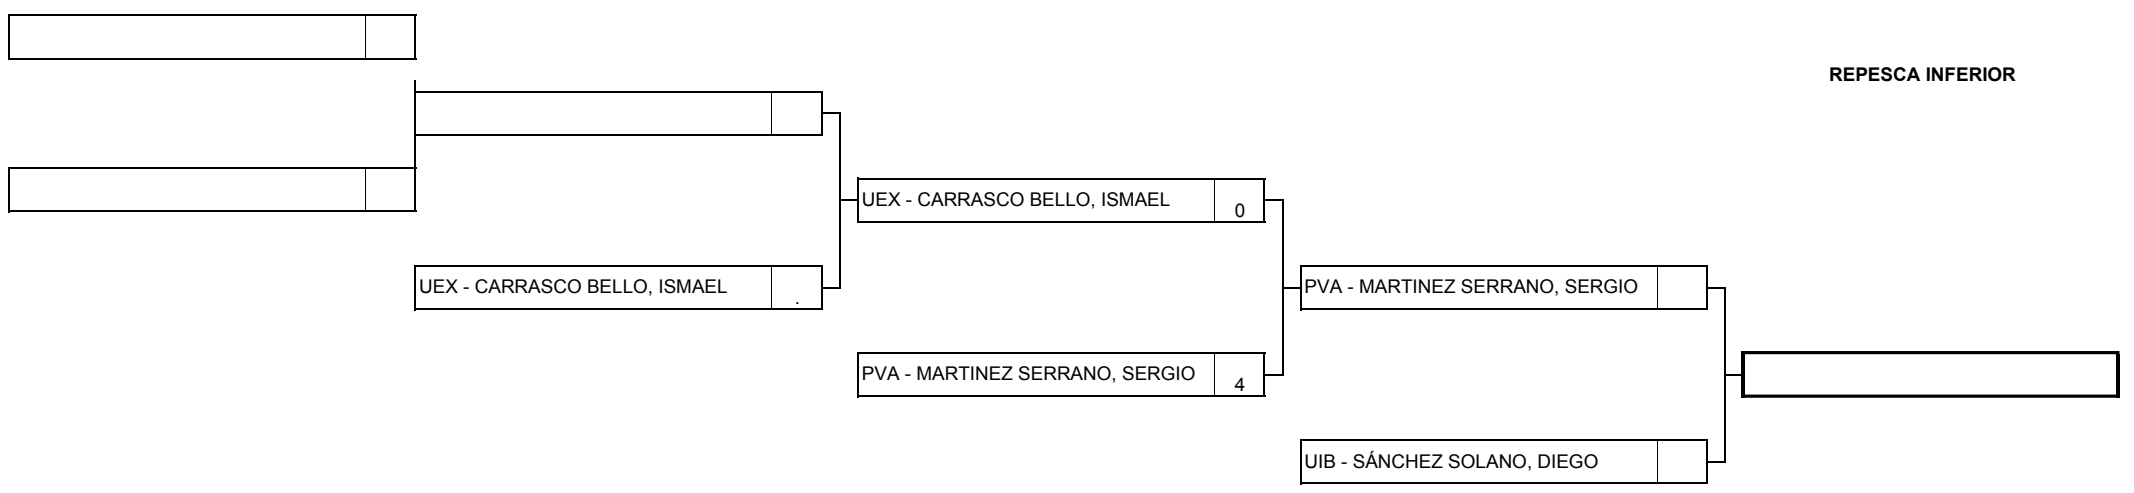 REPESCA INFERIOR
UEX - CARRASCO BELLO, ISMAEL 0
UEX - CARRASCO BELLO, ISMAEL .
PVA - MARTINEZ SERRANO, SERGIO
PVA - MARTINEZ SERRANO, SERGIO 4
UIB - SÁNCHEZ SOLANO, DIEGO